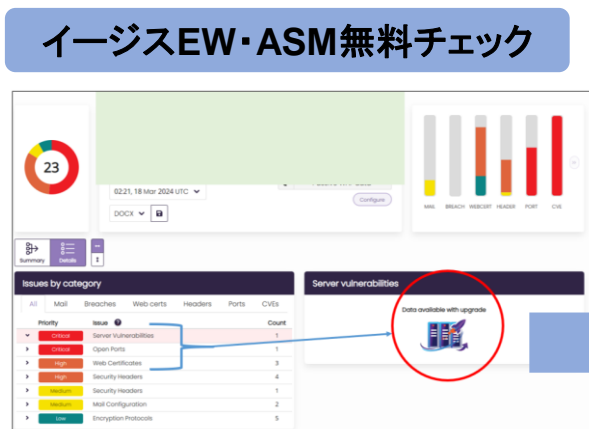 イージスEW・ASM無料チェック
23
02:21, 18 Mar 2024 UTC
DOCX
Configure
MAIL BREACH WEBCERT HEADER PORT CVE
Summary Details
Issues by category
All Mail Breaches Web certs Headers Ports CVEs
Priority Issue Count
Critical Server Vulnerabilities 1
Critical Open Ports 1
High Web Certificates 3
High Security Headers 4
Medium Security Headers 1
Medium Mail Configuration 2
Low Encryption Protocols 5
Server vulnerabilities
Data available with upgrade